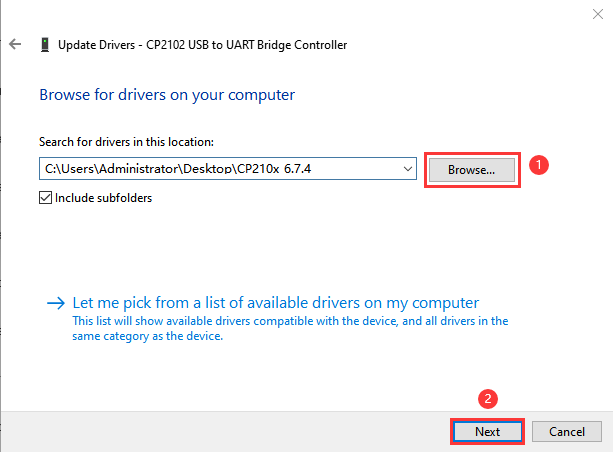 Update Drivers - CP2102 USB to UART Bridge Controller
Browse for drivers on your computer
Search for drivers in this location:
C:\Users\Administrator\Desktop\CP210x 6.7.4
Browse...
1
Include subfolders
Let me pick from a list of available drivers on my computer
This list will show available drivers compatible with the device, and all drivers in the
same category as the device.
2
Next
Cancel